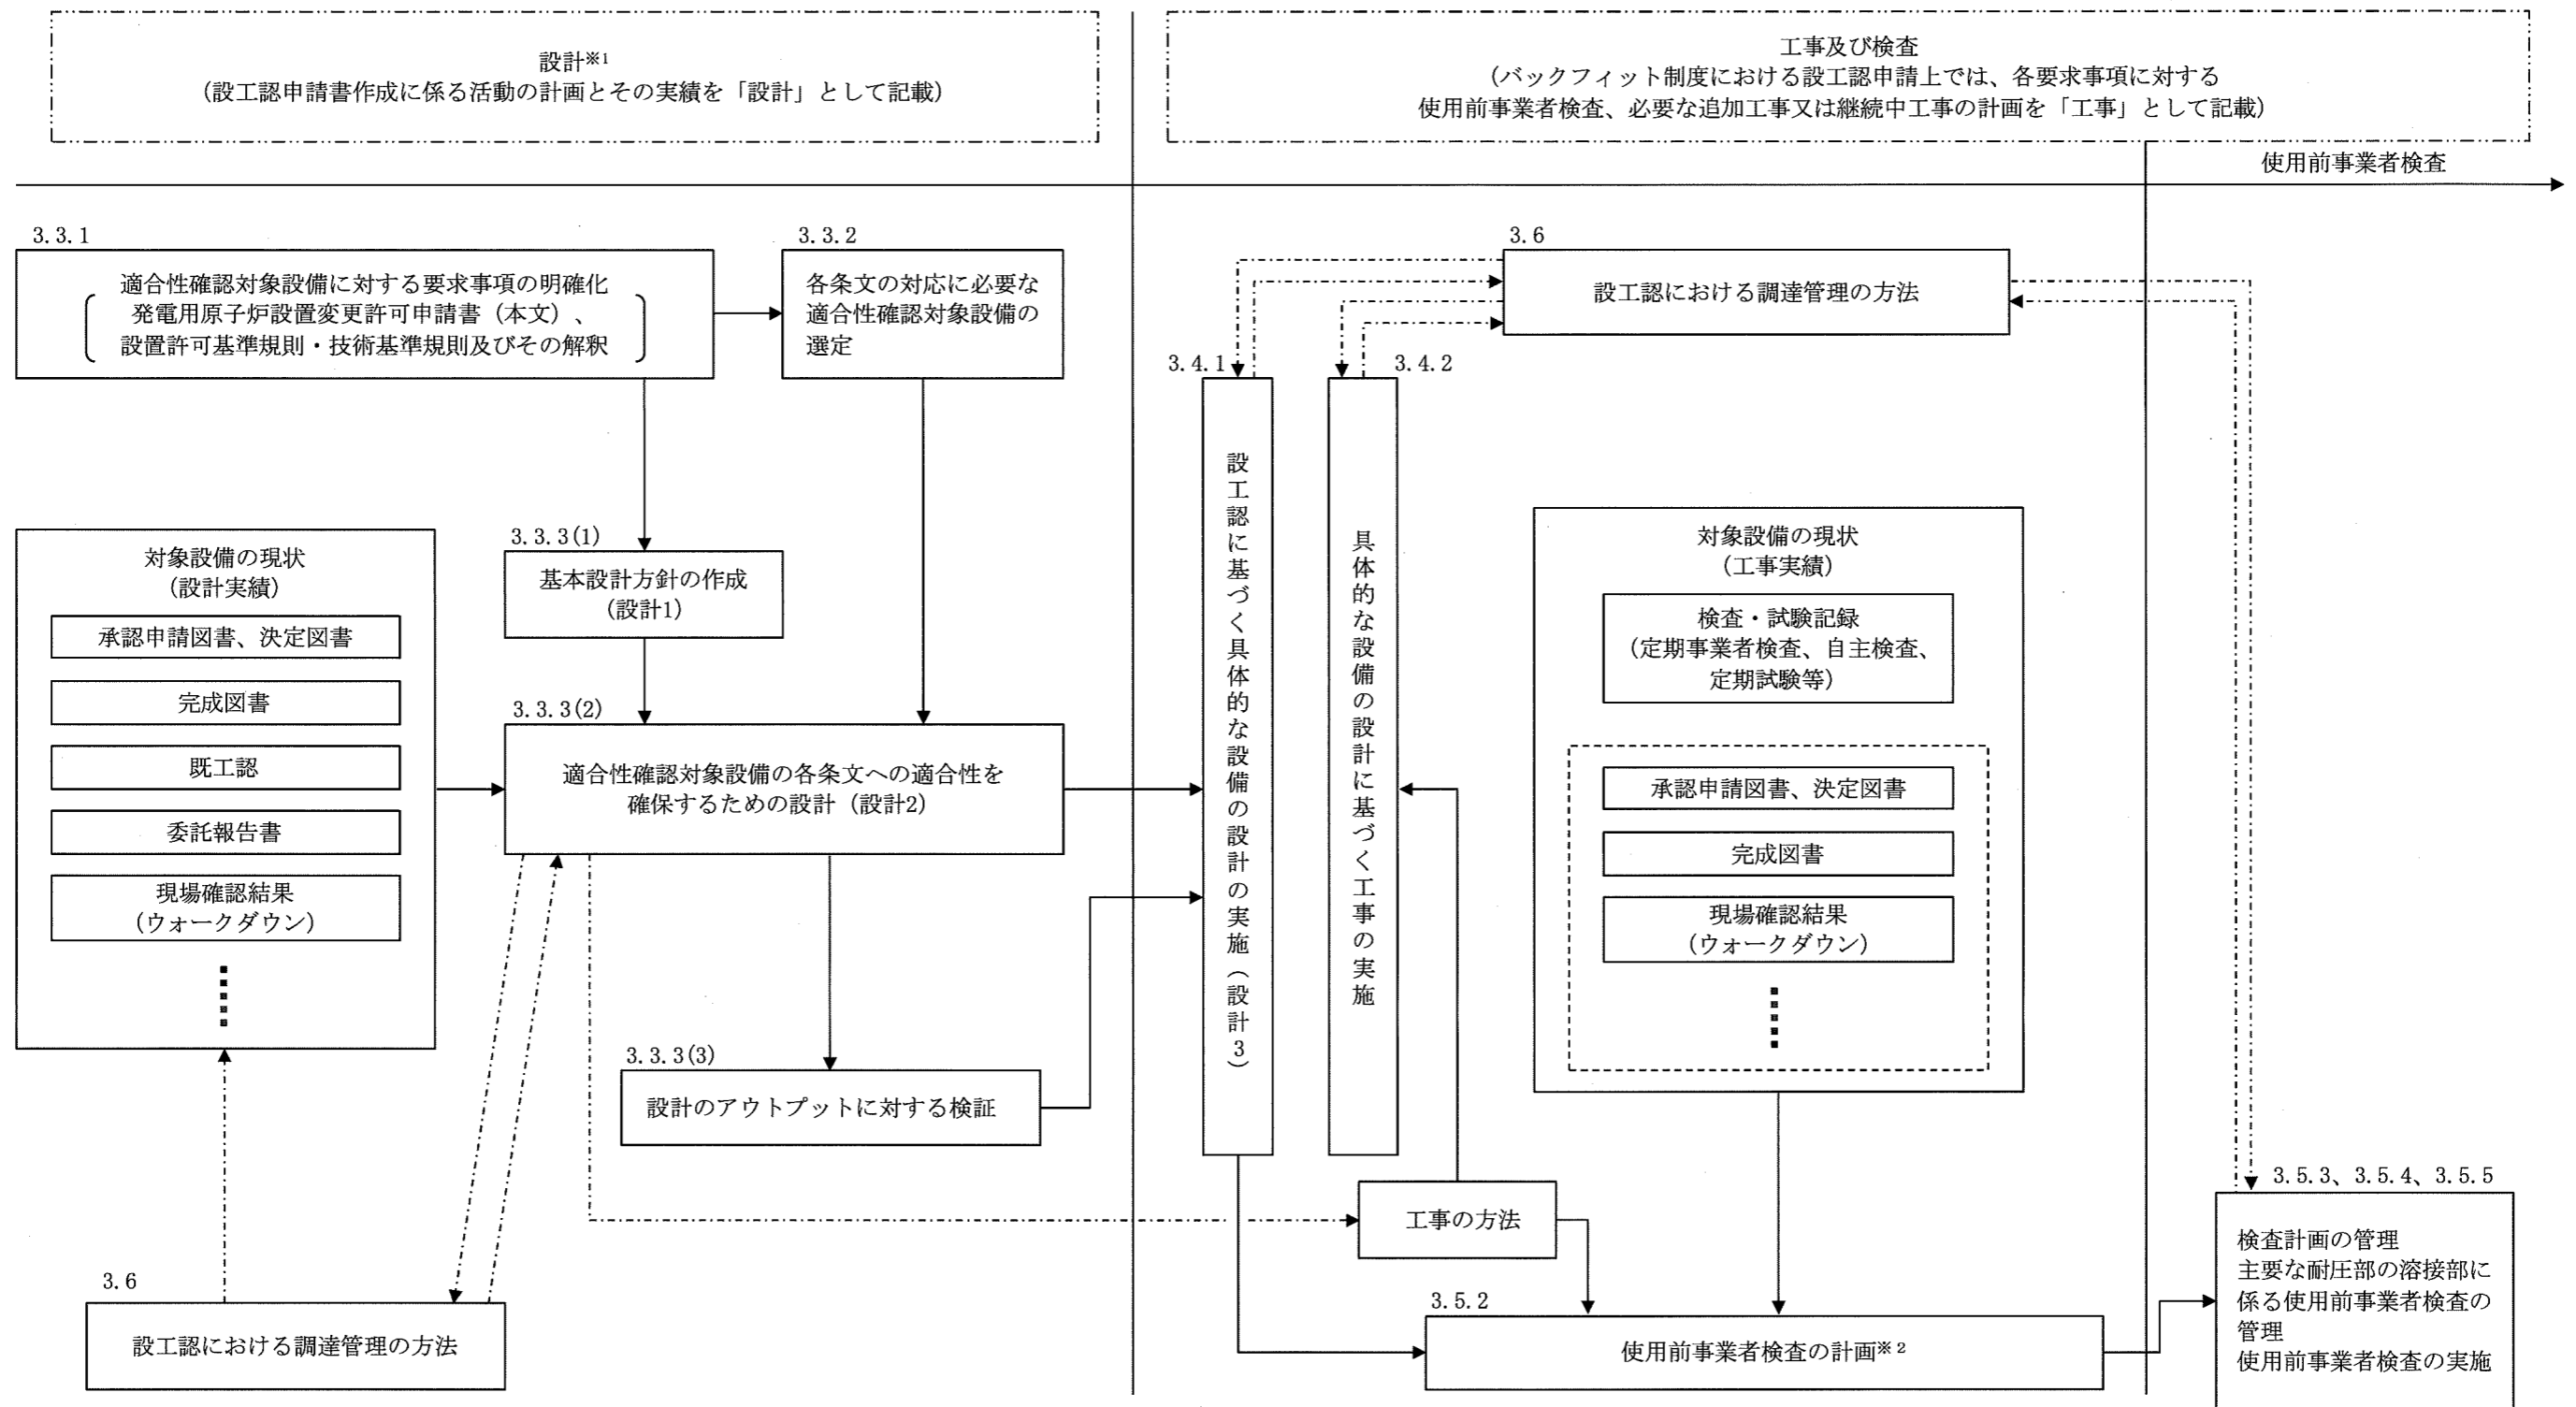 設計※1
（設工認申請書作成に係る活動の計画とその実績を「設計」として記載）
工事及び検査
（バックフィット制度における設工認申請上では、各要求事項に対する
使用前事業者検査、必要な追加工事又は継続中工事の計画を「工事」として記載）
使用前事業者検査
3.3.1
適合性確認対象設備に対する要求事項の明確化
発電用原子炉設置変更許可申請書（本文）、
設置許可基準規則・技術基準規則及びその解釈
3.3.2
各条文の対応に必要な
適合性確認対象設備の
選定
対象設備の現状
（設計実績）
承認申請図書、決定図書
完成図書
既工認
委託報告書
現場確認結果
（ウォークダウン）
3.3.3(1)
基本設計方針の作成
（設計1）
3.3.3(2)
適合性確認対象設備の各条文への適合性を
確保するための設計（設計2）
3.3.3(3)
設計のアウトプットに対する検証
3.6
設工認における調達管理の方法
3.6
設工認における調達管理の方法
3.4.1
設工認に基づく具体的な設備の設計の実施（設計3）
3.4.2
具体的な設備の設計に基づく工事の実施
対象設備の現状
（工事実績）
検査・試験記録
（定期事業者検査、自主検査、
定期試験等）
承認申請図書、決定図書
完成図書
現場確認結果
（ウォークダウン）
工事の方法
3.5.2
使用前事業者検査の計画※2
3.5.3、3.5.4、3.5.5
検査計画の管理
主要な耐圧部の溶接部に
係る使用前事業者検査の
管理
使用前事業者検査の実施